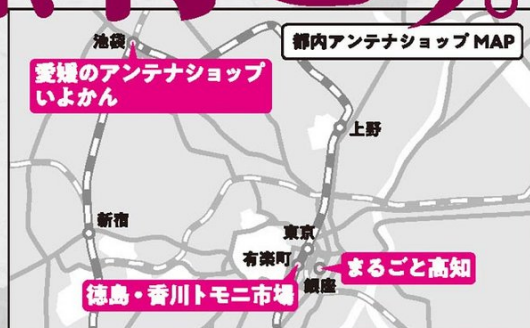 都内アンテナショップMAP
池袋
愛媛のアンテナショップ
いよかん
上野
新宿
東京
有楽町
まるごと高知
銀座
徳島・香川トモニ市場